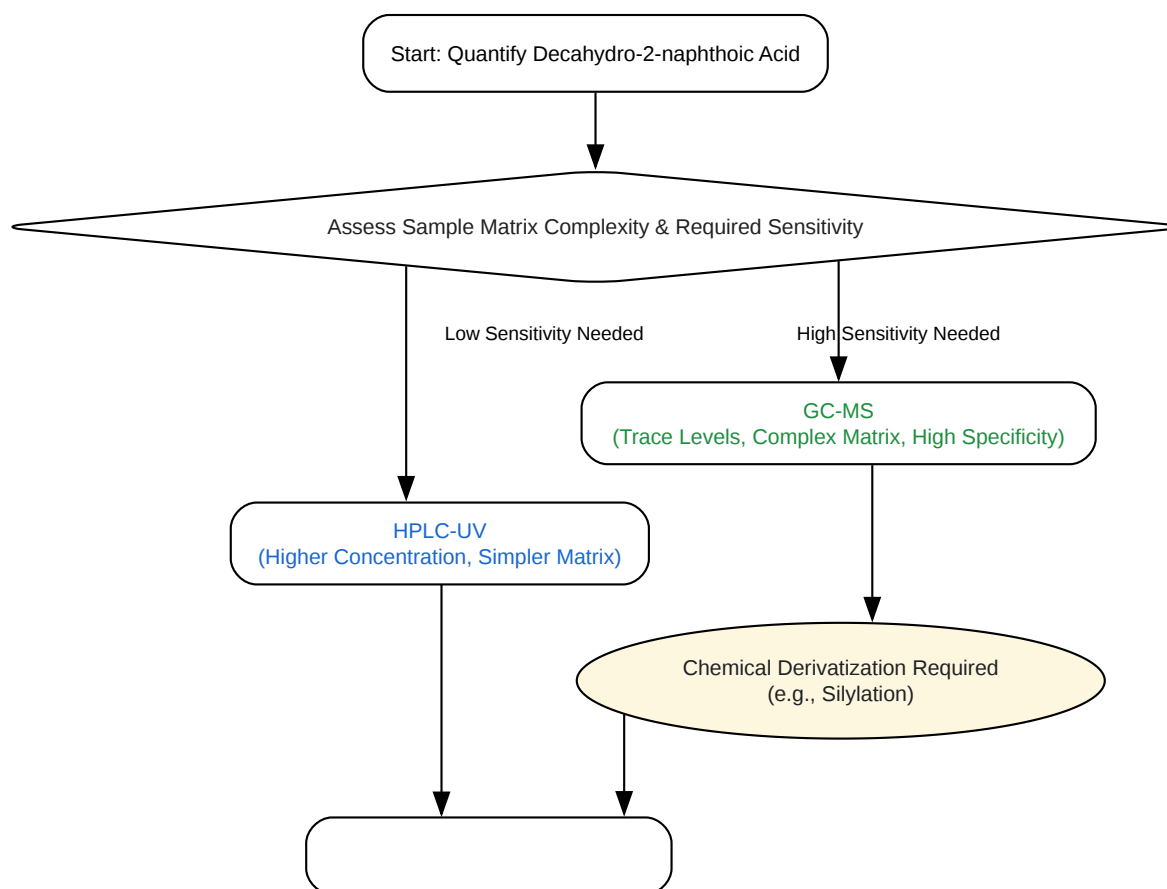 Start: Quantify Decahydro-2-naphthoic Acid
Assess Sample Matrix Complexity & Required Sensitivity
Low Sensitivity Needed
High Sensitivity Needed
GC-MS
(Trace Levels, Complex Matrix, High Specificity)
HPLC-UV
(Higher Concentration, Simpler Matrix)
Chemical Derivatization Required
(e.g., Silylation)